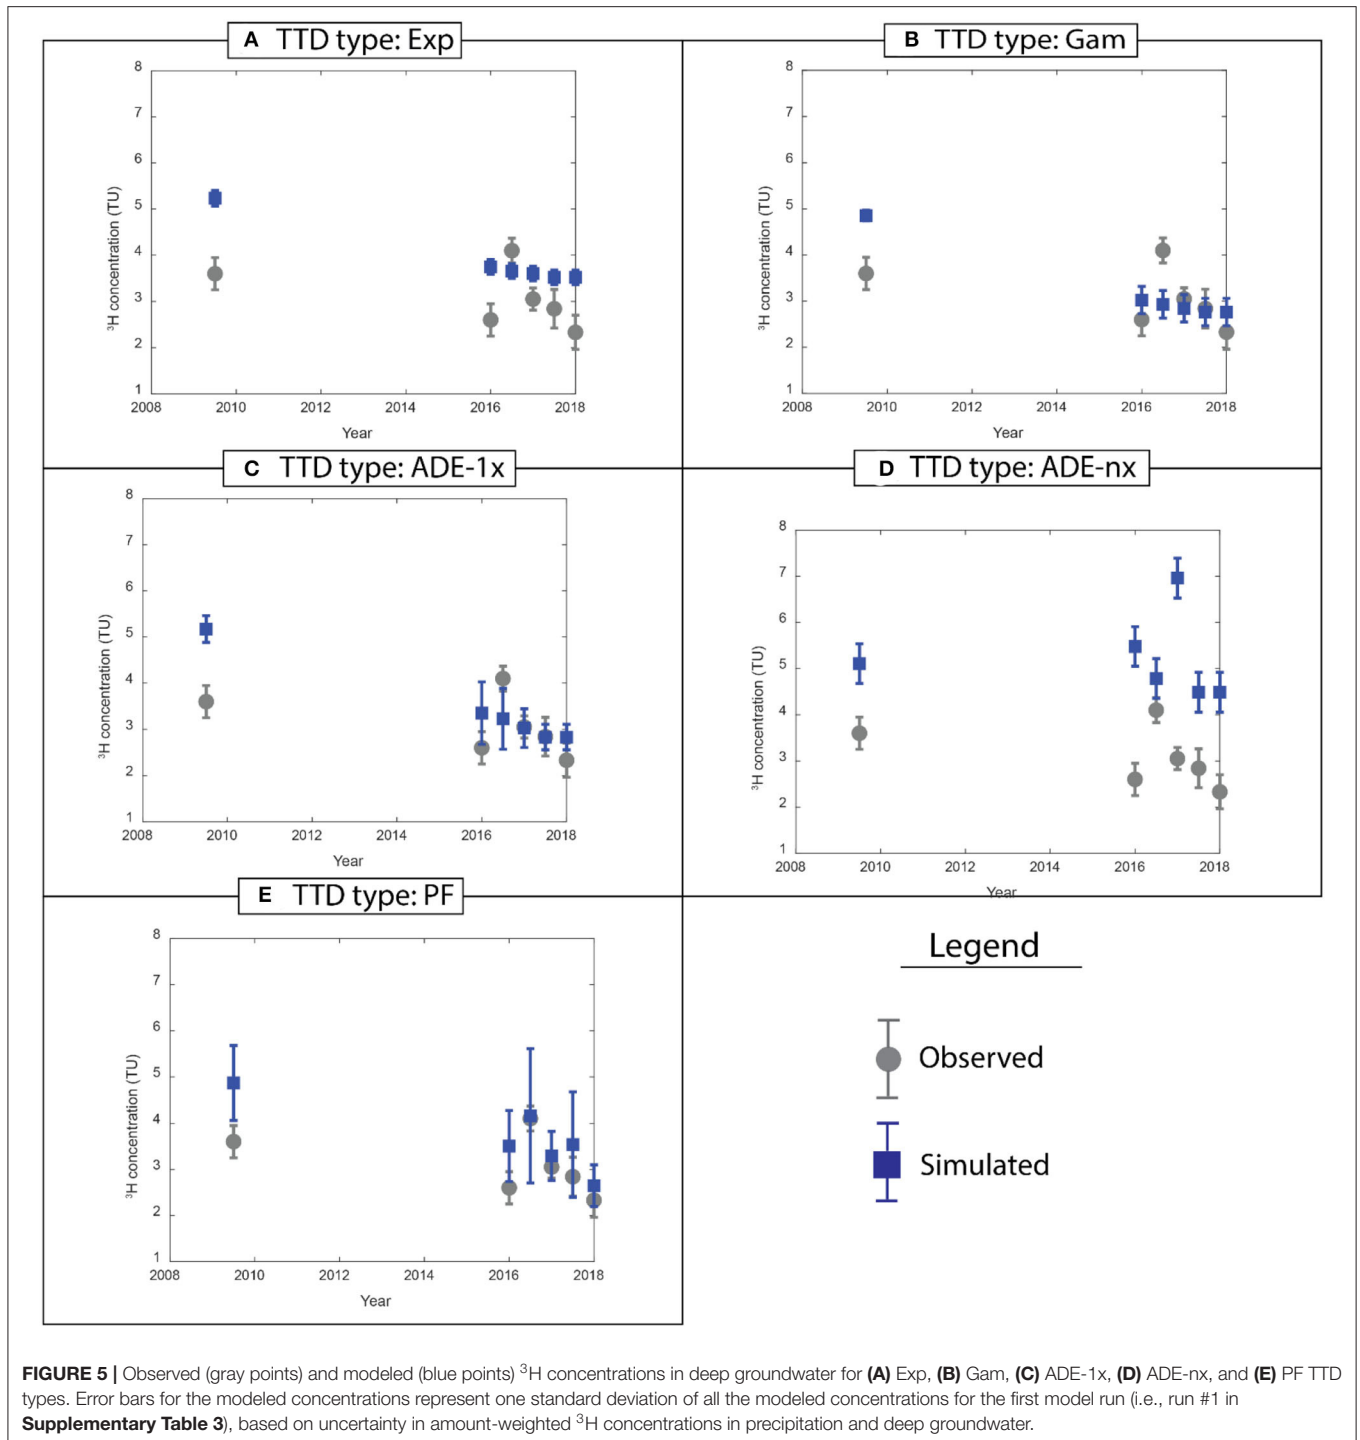 A TTD type: Exp
8
7
6
5
4
3
2
1
³H concentration (TU)
2008 2010 2012 2014 2016 2018
Year
B TTD type: Gam
8
7
6
5
4
3
2
1
³H concentration (TU)
2008 2010 2012 2014 2016 2018
Year
C TTD type: ADE-1x
8
7
6
5
4
3
2
1
³H concentration (TU)
2008 2010 2012 2014 2016 2018
Year
D TTD type: ADE-nx
8
7
6
5
4
3
2
1
³H concentration (TU)
2008 2010 2012 2014 2016 2018
Year
E TTD type: PF
8
7
6
5
4
3
2
1
³H concentration (TU)
2008 2010 2012 2014 2016 2018
Year
Legend
Observed
Simulated
FIGURE 5 | Observed (gray points) and modeled (blue points) ³H concentrations in deep groundwater for (A) Exp, (B) Gam, (C) ADE-1x, (D) ADE-nx, and (E) PF TTD
types. Error bars for the modeled concentrations represent one standard deviation of all the modeled concentrations for the first model run (i.e., run #1 in
Supplementary Table 3), based on uncertainty in amount-weighted ³H concentrations in precipitation and deep groundwater.